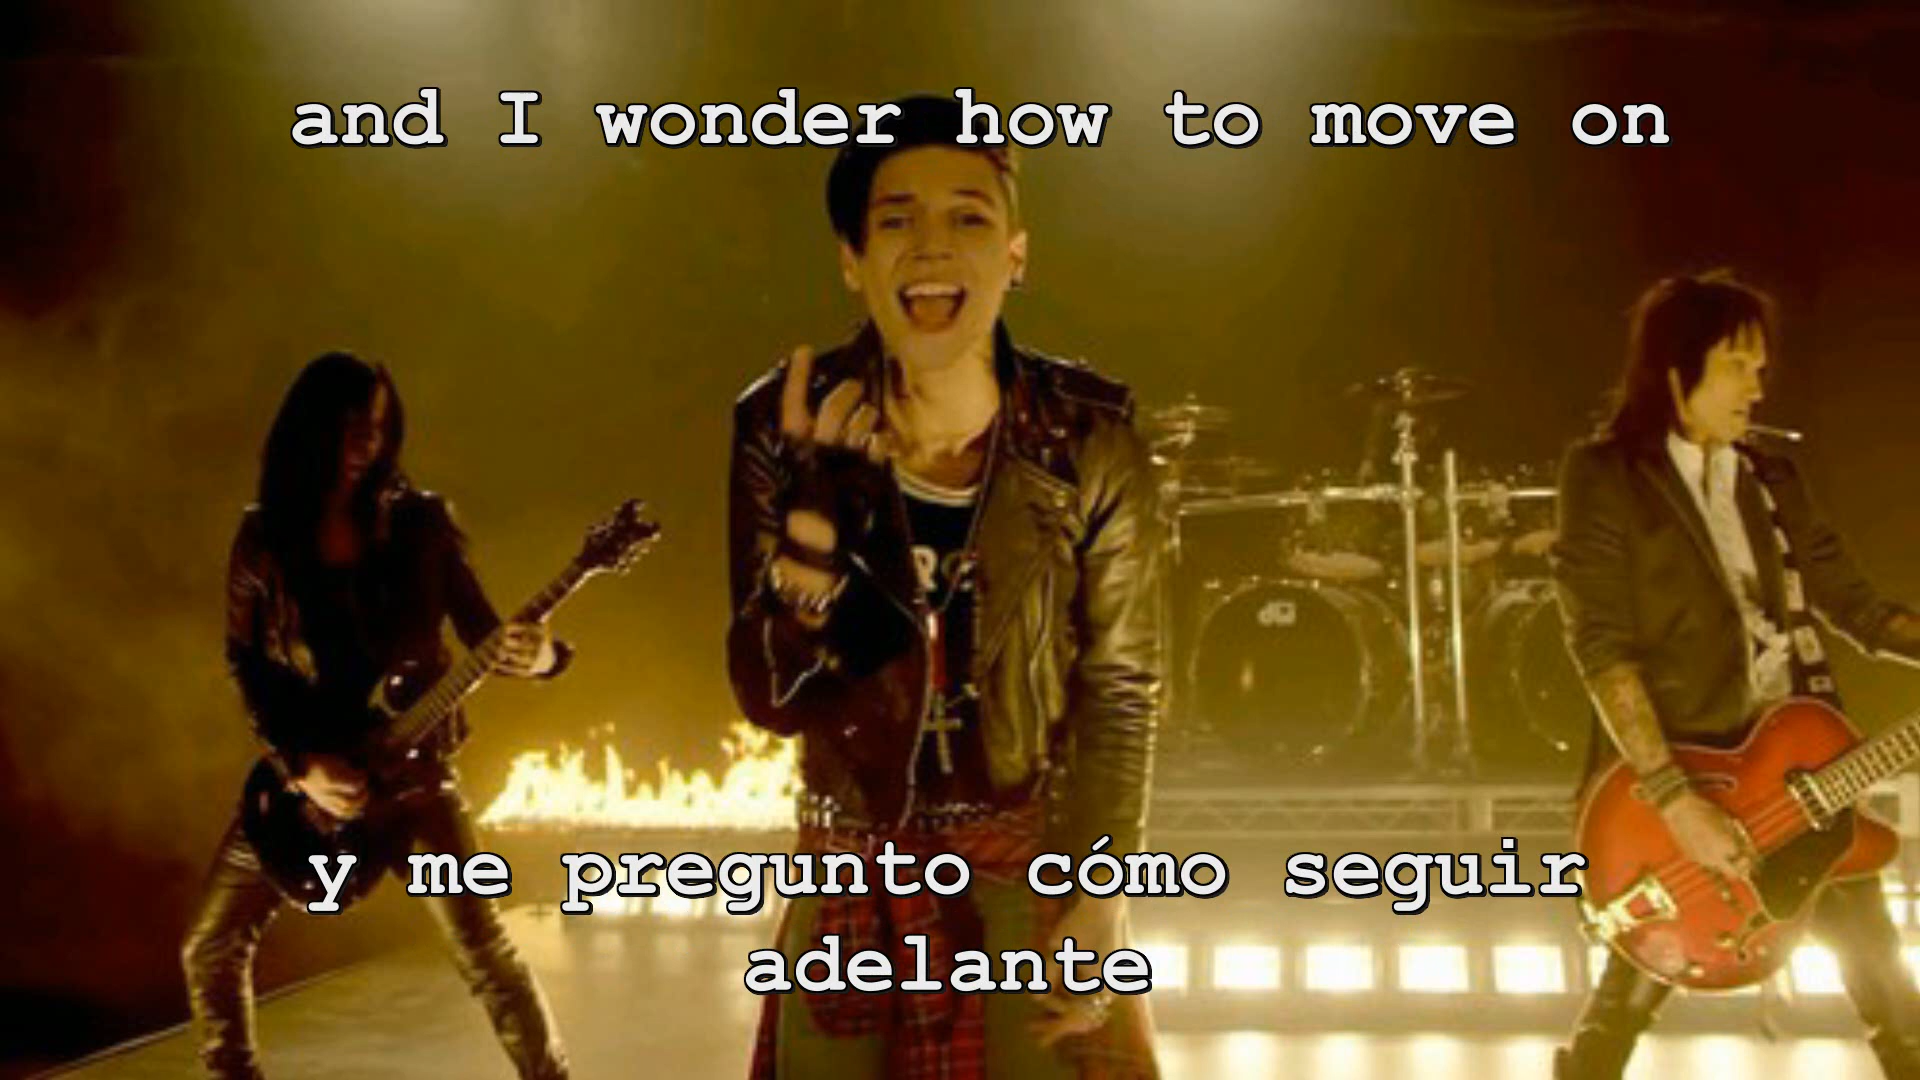 and I wonder how to move on
y me pregunto cómo seguir
adelante